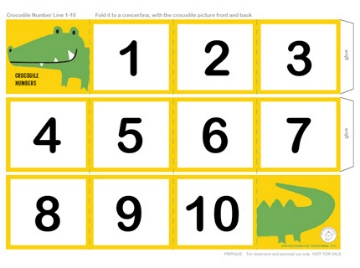 Crocodile Number Line 1-10 Fold it to a concertina, with the crocodile picture front and back
1 2 3
CROCODILE
NUMBERS
glue
4 5 6 7
glue
8 9 10
For classroom and personal use only. NOT FOR SALE